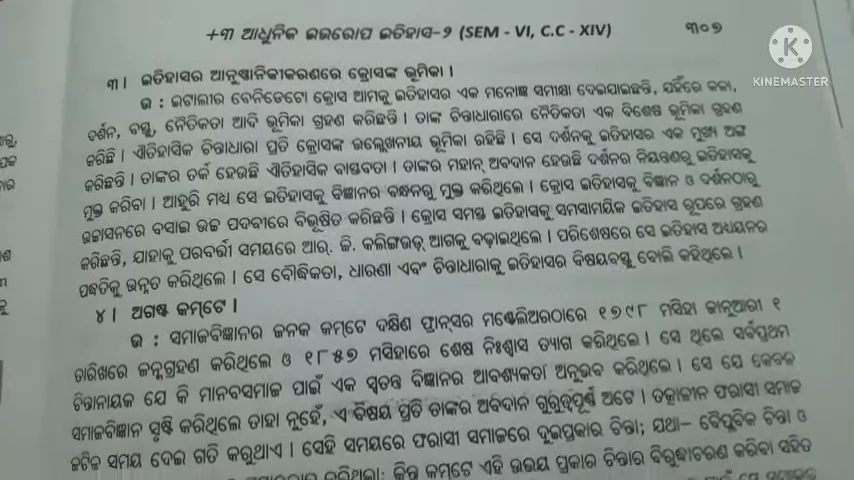 +୩ ଆଧୁନିକ ଇଉରୋପ ଇତିହାସ-୨ (SEM - VI, C.C - XIV) ୩୦୭
KINEMASTER
୩। ଇତିହାସର ଆନୁଷ୍ଠାନିକୀକରଣରେ କ୍ରୋସଙ୍କ ଭୂମିକା।
ଉ : ଇଟାଲୀର ବେନିଡେଟୋ କ୍ରୋସ ଆମକୁ ଇତିହାସର ଏକ ମନୋଜ୍ଞ ସମୀକ୍ଷା ଦେଇଯାଇଛନ୍ତି, ଯହିଁରେ କଳା,
ଦର୍ଶନ, ବସ୍ତୁ, ନୈତିକତା ଆଦି ଭୂମିକା ଗ୍ରହଣ କରିଛନ୍ତି। ତାଙ୍କ ଚିନ୍ତାଧାରାରେ ନୈତିକତା ଏକ ବିଶେଷ ଭୂମିକା ଗ୍ରହଣ
କରିଛି। ଐତିହାସିକ ଚିନ୍ତାଧାରା ପ୍ରତି କ୍ରୋସଙ୍କ ଉଲ୍ଲେଖନୀୟ ଭୂମିକା ରହିଛି। ସେ ଦର୍ଶନକୁ ଇତିହାସର ଏକ ମୁଖ୍ୟ ଅଙ୍ଗ
କରିଛନ୍ତି। ତାଙ୍କର ତର୍କ ହେଉଛି ଐତିହାସିକ ବାସ୍ତବତା। ତାଙ୍କର ମହାନ୍ ଅବଦାନ ହେଉଛି ଦର୍ଶନର ନିୟନ୍ତଣରୁ ଇତିହାସକୁ
ମୁକ୍ତ କରିବା। ଆହୁରି ମଧ୍ୟ ସେ ଇତିହାସକୁ ବିଜ୍ଞାନର ବନ୍ଧନରୁ ମୁକ୍ତ କରିଥିଲେ। କ୍ରୋସ ଇତିହାସକୁ ବିଜ୍ଞାନ ଓ ଦର୍ଶନଠାରୁ
ଉଚ୍ଚାସନରେ ବସାଇ ଉଚ୍ଚ ପଦବୀରେ ବିଭୂଷିତ କରିଛନ୍ତି। କ୍ରୋସ ସମସ୍ତ ଇତିହାସକୁ ସମସାମୟିକ ଇତିହାସ ରୂପରେ ଗ୍ରହଣ
କରିଛନ୍ତି, ଯାହାକୁ ପରବର୍ତ୍ତୀ ସମୟରେ ଆର୍. ଜି. କଲିଙ୍ଗଉଡ୍ ଆଗକୁ ବଢ଼ାଇଥିଲେ। ପରିଶେଷରେ ସେ ଇତିହାସ ଅଧ୍ୟୟନର
ପଦ୍ଧତିକୁ ଉନ୍ନତ କରିଥିଲେ। ସେ ବୌଦ୍ଧିକତା, ଧାରଣା ଏବଂ ଚିନ୍ତାଧାରାକୁ ଇତିହାସର ବିଷୟବସ୍ତୁ ବୋଲି କହିଥିଲେ।
୪। ଅଗଷ୍ଟ କମ୍‌ଟେ।
ଉ : ସମାଜବିଜ୍ଞାନର ଜନକ କମ୍‌ଟେ ଦକ୍ଷିଣ ଫ୍ରାନ୍ସର ମଣ୍ଟେଲିଅରଠାରେ ୧୭୯୮ ମସିହା ଜାନୁଆରୀ ୧
ତାରିଖରେ ଜନ୍ମଗ୍ରହଣ କରିଥିଲେ ଓ ୧୮୫୭ ମସିହାରେ ଶେଷ ନିଃଶ୍ୱାସ ତ୍ୟାଗ କରିଥିଲେ। ସେ ଥିଲେ ସର୍ବପ୍ରଥମ
ଚିନ୍ତାନାୟକ ଯେ କି ମାନବସମାଜ ପାଇଁ ଏକ ସ୍ୱତନ୍ତ ବିଜ୍ଞାନର ଆବଶ୍ୟକତା ଅନୁଭବ କରିଥିଲେ। ସେ ଯେ କେବଳ
ସମାଜବିଜ୍ଞାନ ସୃଷ୍ଟି କରିଥିଲେ ତାହା ନୁହେଁ, ଏ ବିଷୟ ପ୍ରତି ତାଙ୍କର ଅବଦାନ ଗୁରୁତ୍ୱପୂର୍ଣ୍ଣ ଅଟେ। ତତ୍କାଳୀନ ଫରାସୀ ସମାଜ
ଜଟିଳ ସମୟ ଦେଇ ଗତି କରୁଥାଏ। ସେହି ସମୟରେ ଫରାସୀ ସମାଜରେ ଦୁଇପ୍ରକାର ଚିନ୍ତା; ଯଥା– ବୈପ୍ଳବିକ ଚିନ୍ତା ଓ
କରିଥିଲା; କିନ୍ତୁ କମ୍‌ଟେ ଏହି ଉଭୟ ପ୍ରକାର ଚିନ୍ତାର ବିରୁଦ୍ଧାଚରଣ କରିବା ସହିତ